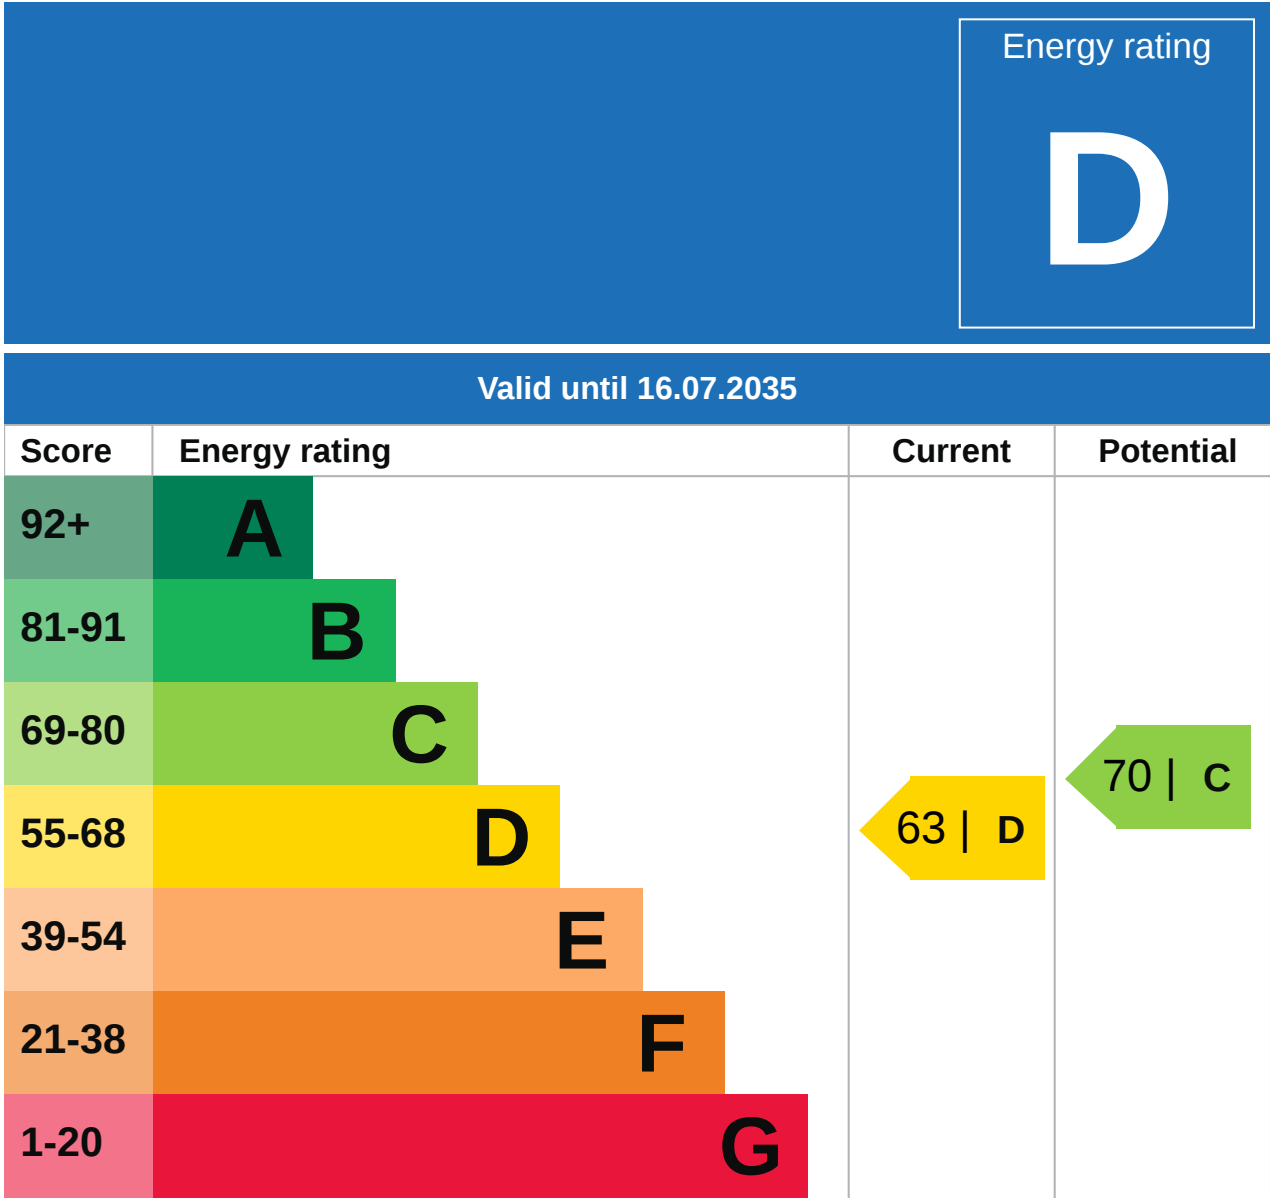 Energy rating
D
Valid until 16.07.2035
Score Energy rating Current Potential
92+ A
81-91 B
69-80 C
70 | C
55-68 D
63 | D
39-54 E
21-38 F
1-20 G